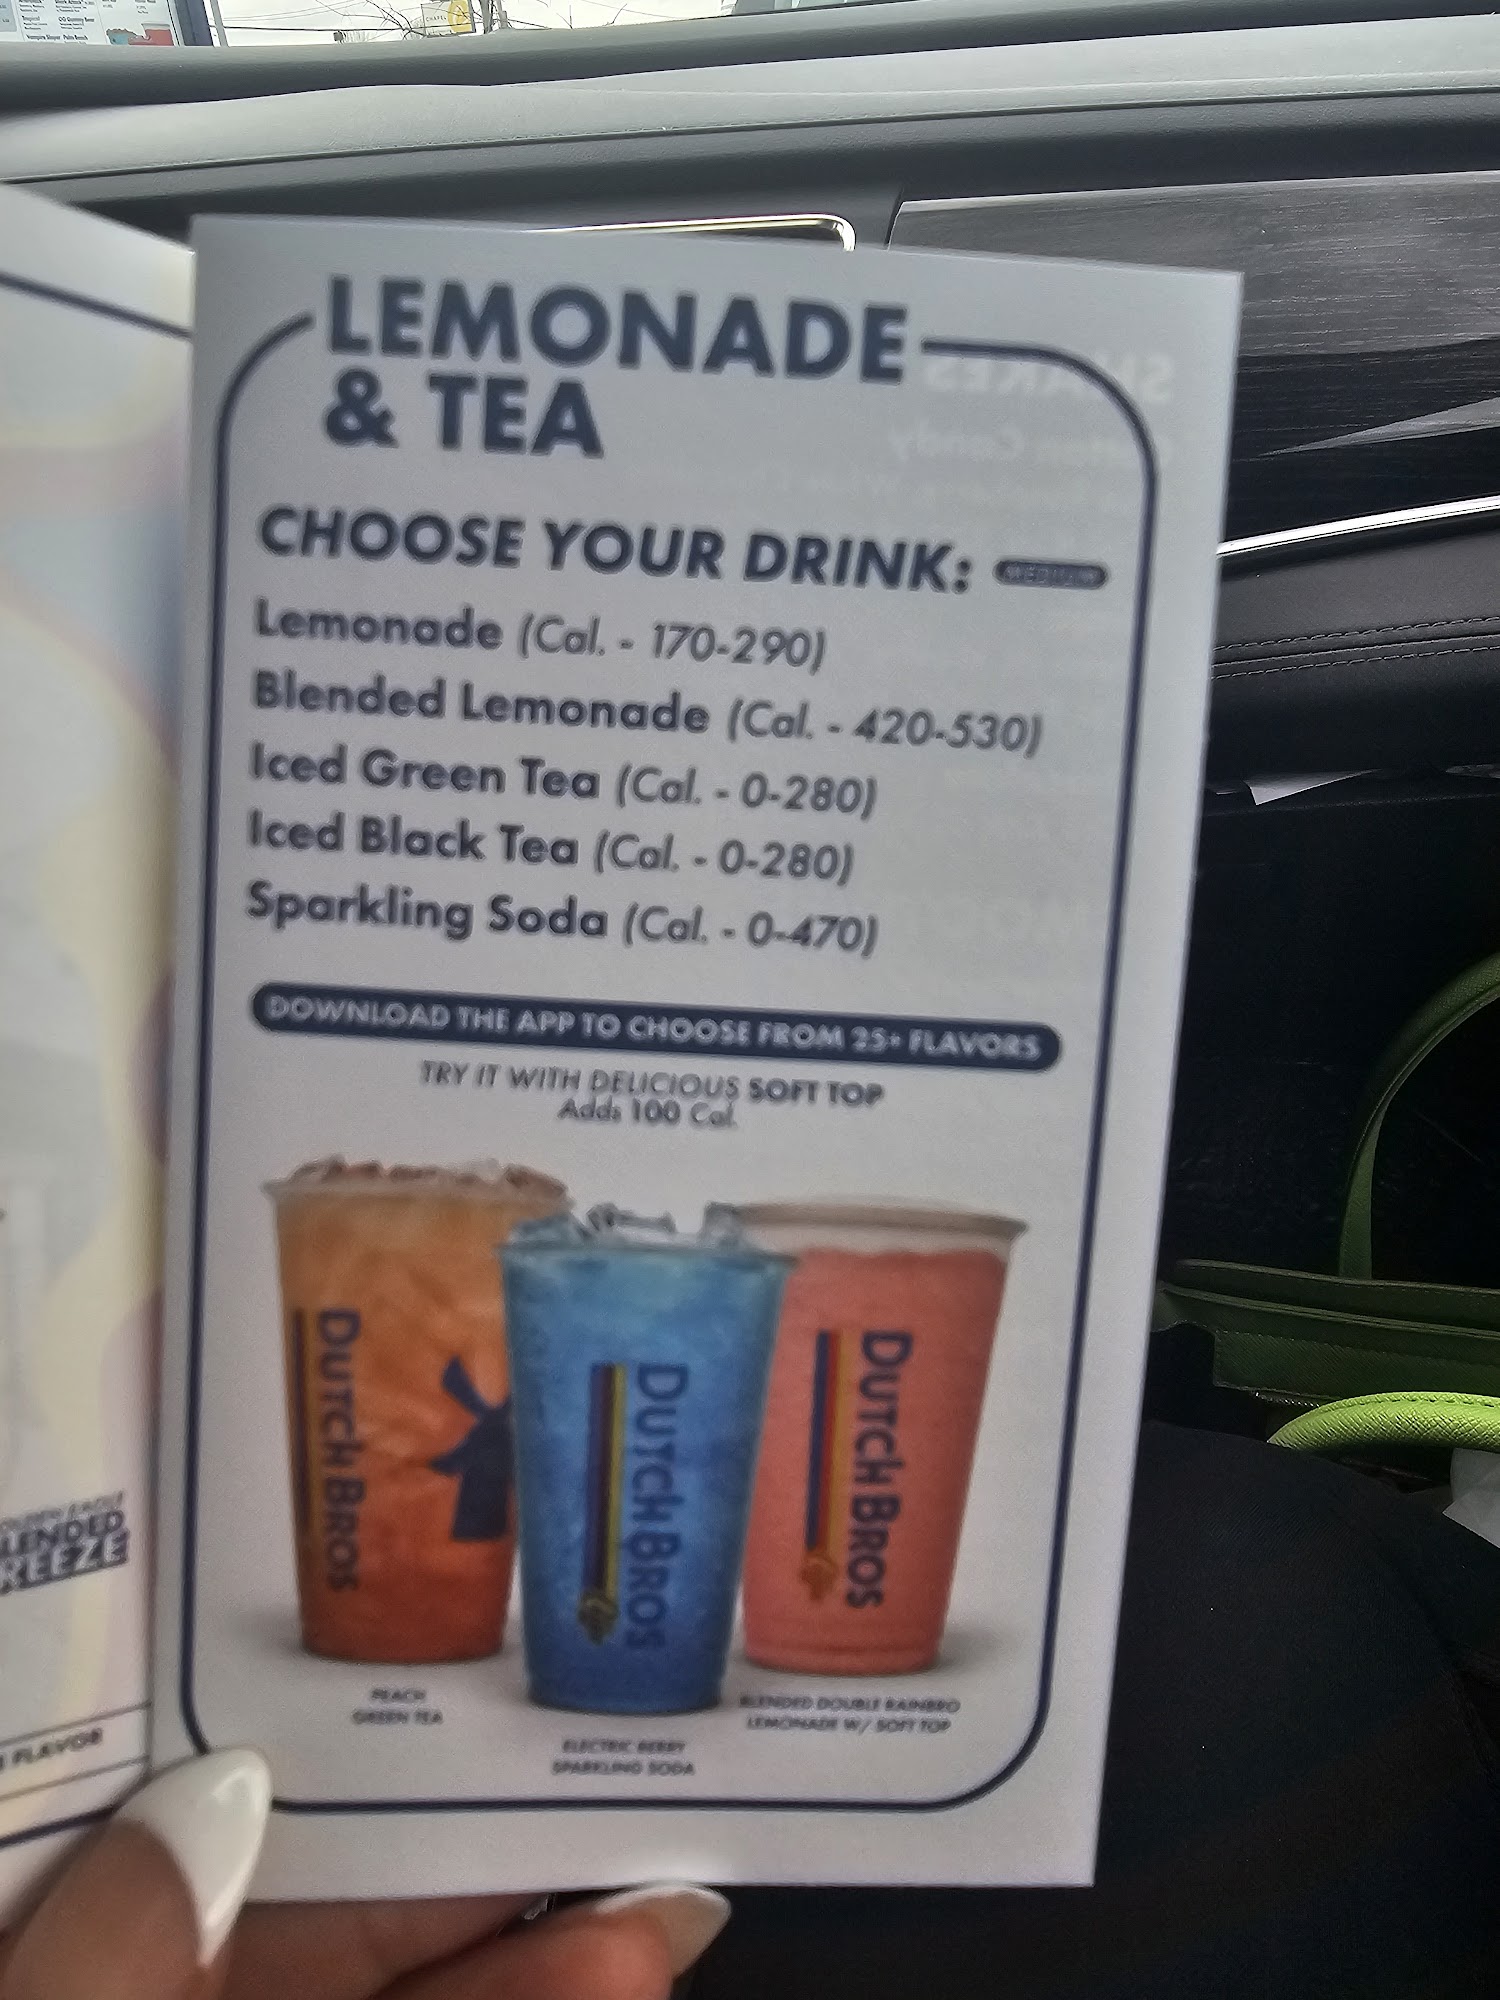 CHAPEL
LEMONADE
& TEA
CHOOSE YOUR DRINK: MEDIUM
Lemonade (Cal. - 170-290)
Blended Lemonade (Cal. - 420-530)
Iced Green Tea (Cal. - 0-280)
Iced Black Tea (Cal. - 0-280)
Sparkling Soda (Cal. - 0-470)
DOWNLOAD THE APP TO CHOOSE FROM 25+ FLAVORS
TRY IT WITH DELICIOUS SOFT TOP
Adds 100 Cal.
DUTCH BROS
DUTCH BROS
DUTCH BROS
PEACH
GREEN TEA
ELECTRIC BERRY
SPARKLING SODA
BLENDED DOUBLE RAINBRO
LEMONADE W/ SOFT TOP
FLAVOR